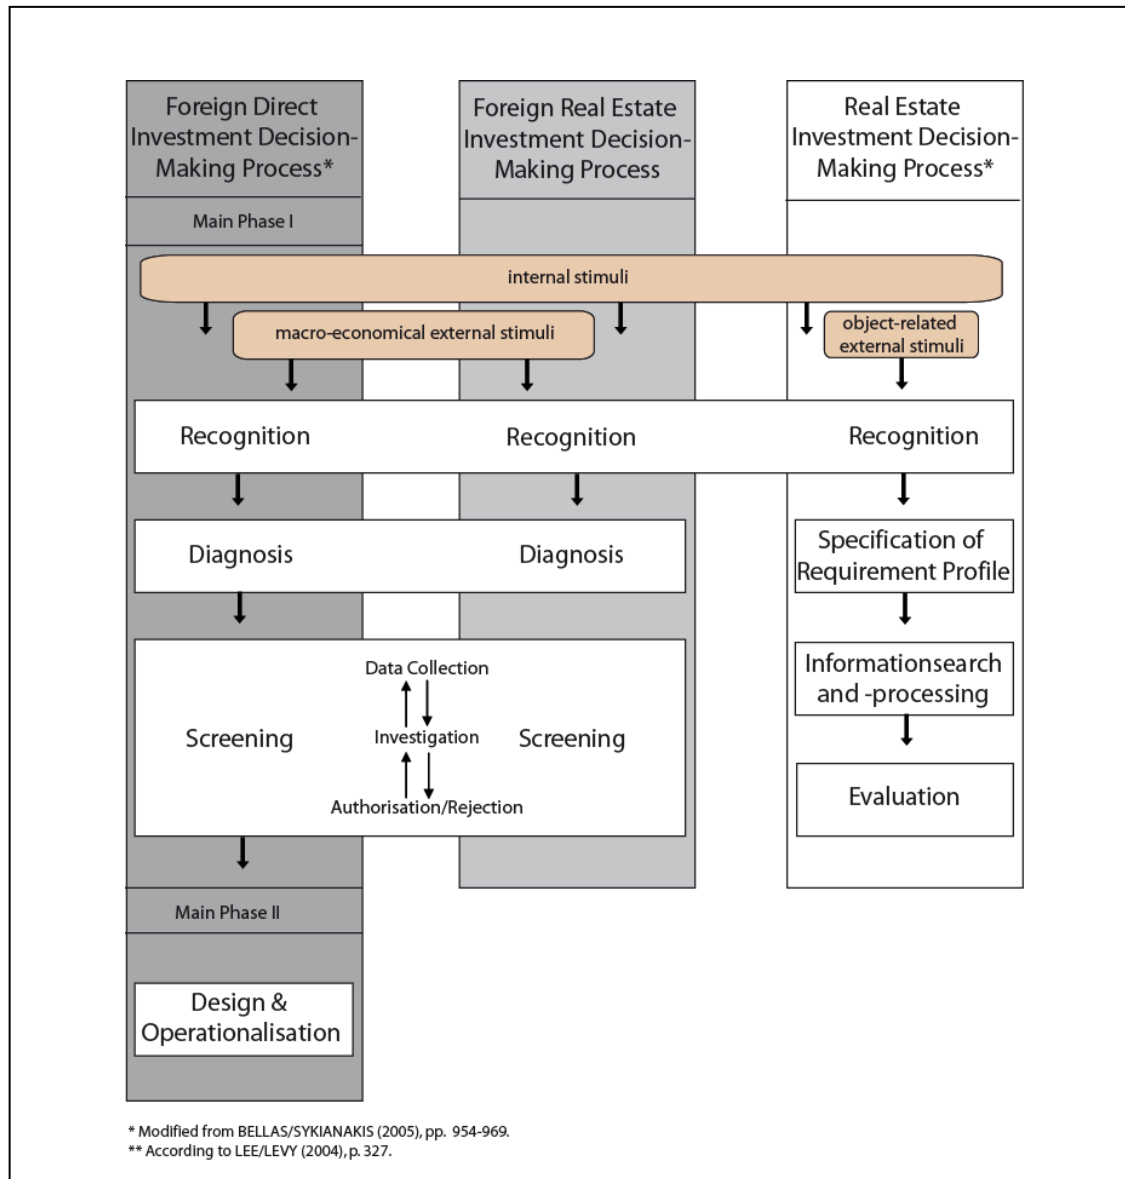 Foreign Direct
Investment Decision-
Making Process*
Foreign Real Estate
Investment Decision-
Making Process
Real Estate
Investment Decision-
Making Process*
Main Phase I
internal stimuli
macro-economical external stimuli
object-related
external stimuli
Recognition
Recognition
Recognition
Diagnosis
Diagnosis
Specification of
Requirement Profile
Data Collection
Screening
Investigation
Screening
Authorisation/Rejection
Informationsearch
and -processing
Evaluation
Main Phase II
Design &
Operationalisation
* Modified from BELLAS/SYKIANAKIS (2005), pp. 954-969.
** According to LEE/LEVY (2004), p. 327.